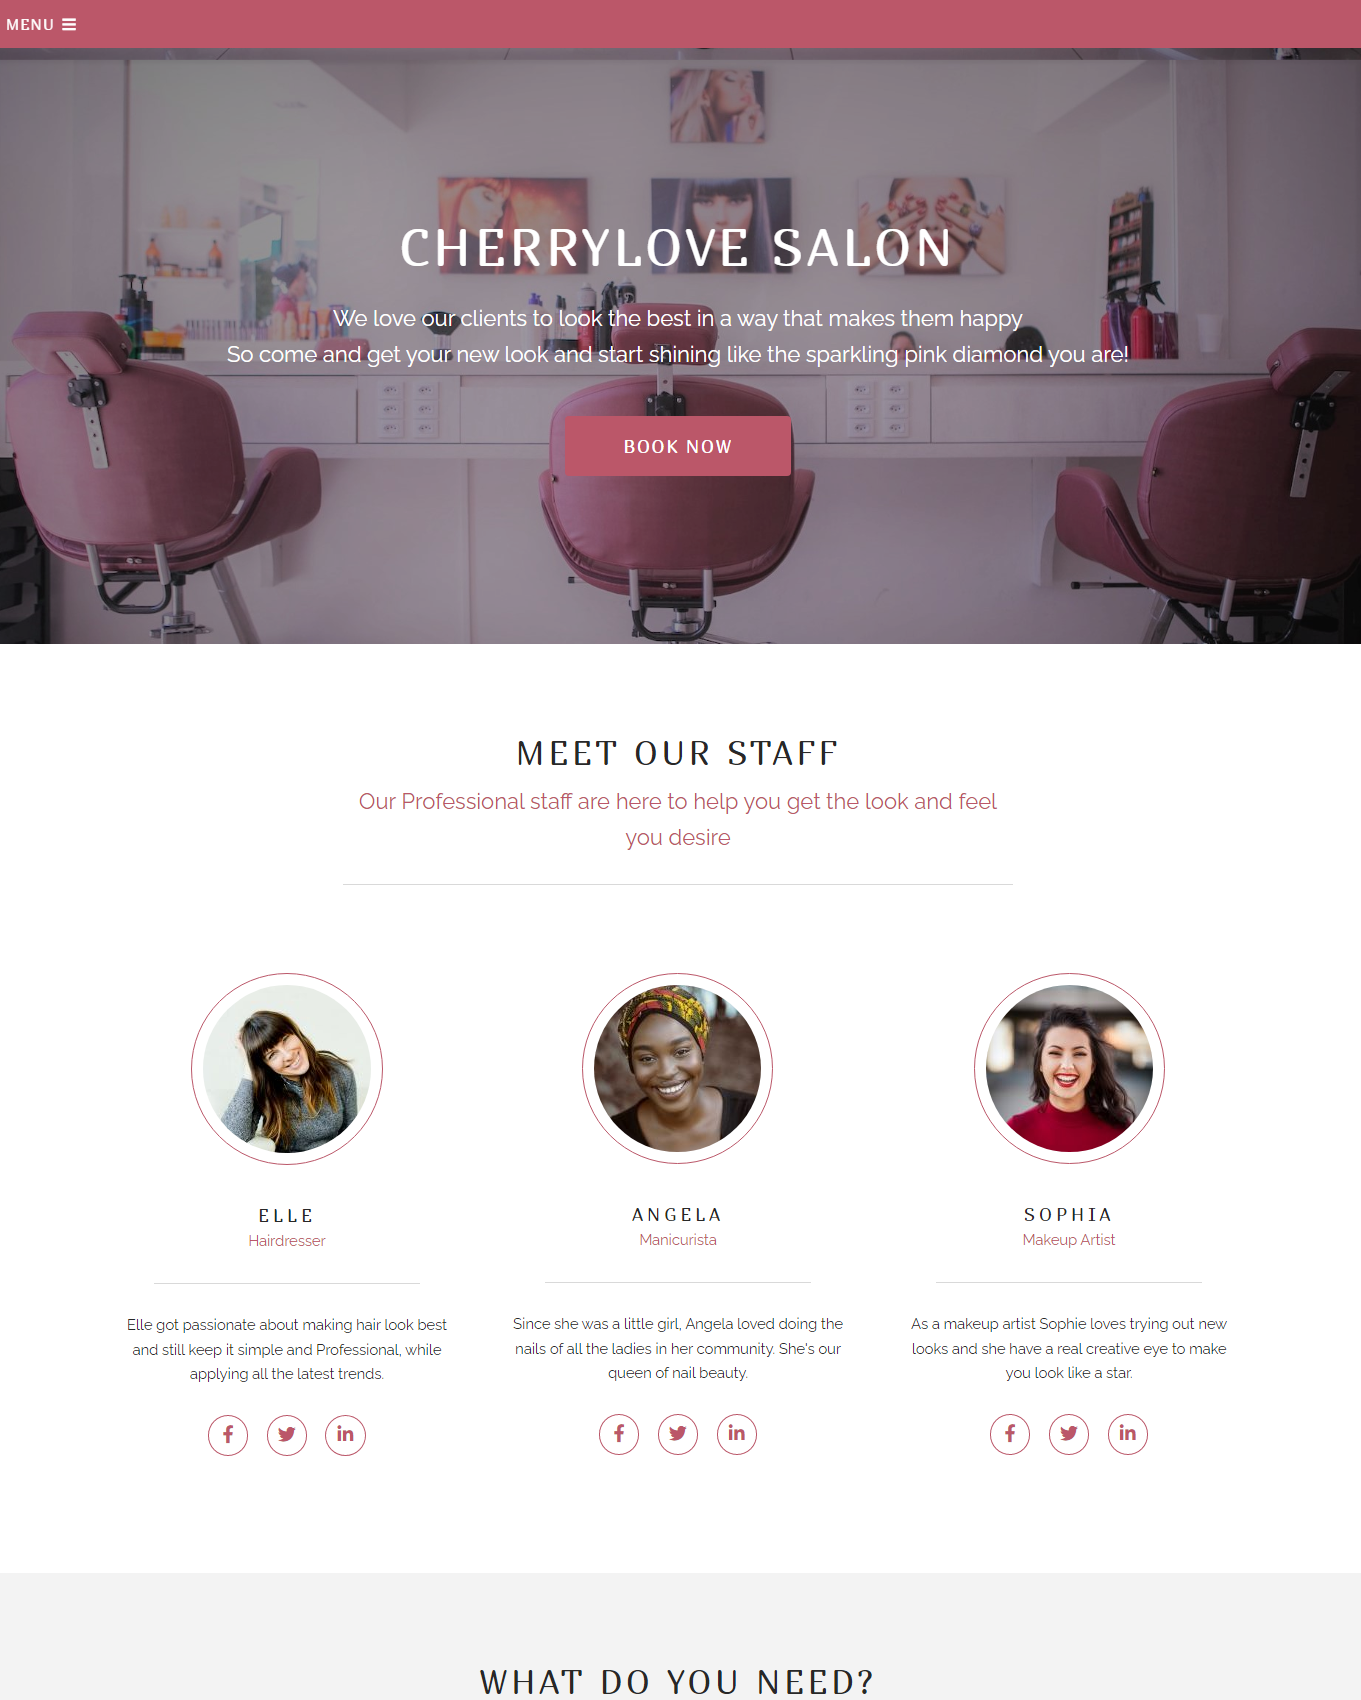 MENU
CHERRYLOVE SALON
We love our clients to look the best in a way that makes them happy
So come and get your new look and start shining like the sparkling pink diamond you are!
BOOK NOW
MEET OUR STAFF
Our Professional staff are here to help you get the look and feel
you desire
ELLE
Hairdresser
Elle got passionate about making hair look best
and still keep it simple and Professional, while
applying all the latest trends.
ANGELA
Manicurista
Since she was a little girl, Angela loved doing the
nails of all the ladies in her community. She's our
queen of nail beauty.
SOPHIA
Makeup Artist
As a makeup artist Sophie loves trying out new
looks and she have a real creative eye to make
you look like a star.
WHAT DO YOU NEED?